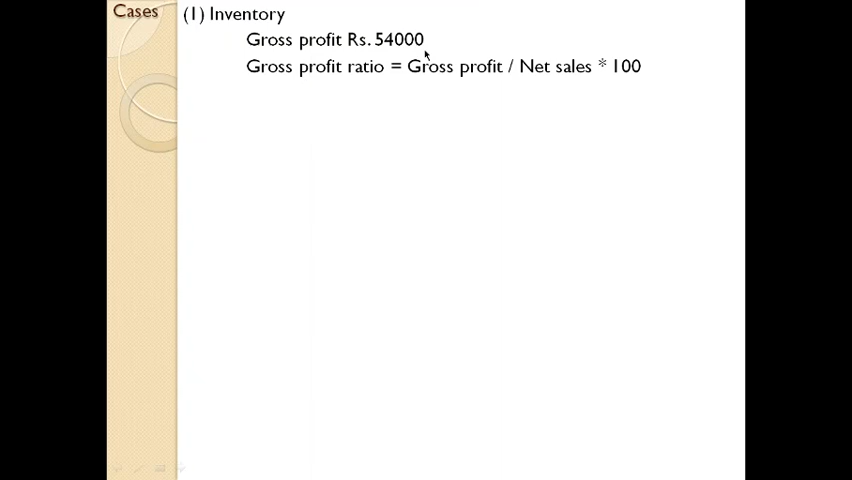 Cases
(1) Inventory
Gross profit Rs. 54000
Gross profit ratio = Gross profit / Net sales * 100